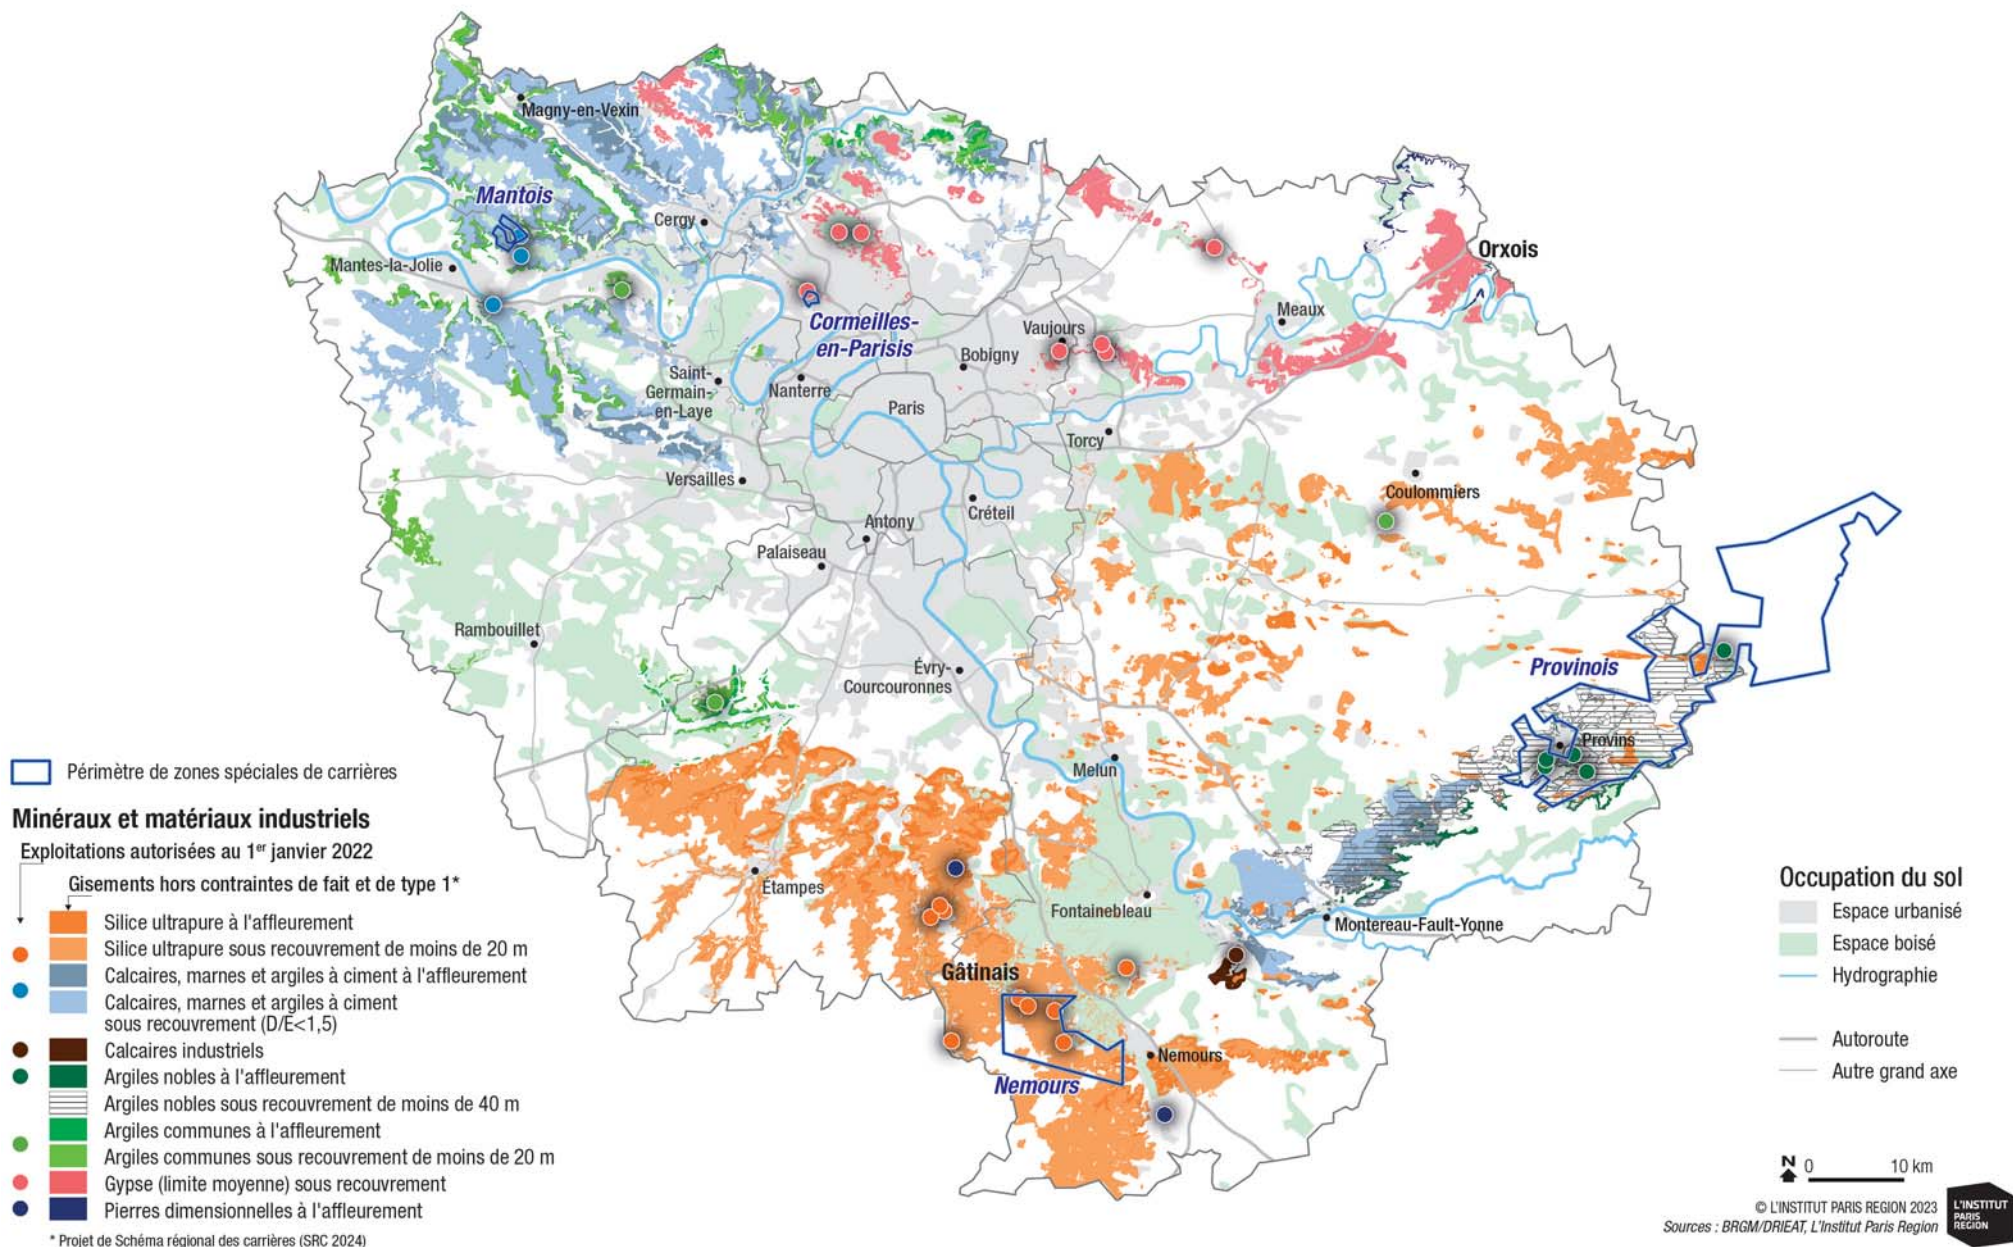 Magny-en-Vexin
Mantois
Cergy
Mantes-la-Jolie
Orxois
Cormeilles-
en-Parisis
Vaujours
Meaux
Bobigny
Saint-
Germain-
en-Laye
Nanterre
Paris
Torcy
Versailles
Coulommiers
Créteil
Antony
Palaiseau
Rambouillet
Évry-
Courcouronnes
Provinois
Provins
Melun
Étampes
Fontainebleau
Montereau-Fault-Yonne
Gâtinais
Nemours
Nemours
Périmètre de zones spéciales de carrières
Minéraux et matériaux industriels
Exploitations autorisées au 1er janvier 2022
Gisements hors contraintes de fait et de type 1*
Silice ultrapure à l'affleurement
Silice ultrapure sous recouvrement de moins de 20 m
Calcaires, marnes et argiles à ciment à l'affleurement
Calcaires, marnes et argiles à ciment
sous recouvrement (D/E<1,5)
Calcaires industriels
Argiles nobles à l'affleurement
Argiles nobles sous recouvrement de moins de 40 m
Argiles communes à l'affleurement
Argiles communes sous recouvrement de moins de 20 m
Gypse (limite moyenne) sous recouvrement
Pierres dimensionnelles à l'affleurement
* Projet de Schéma régional des carrières (SRC 2024)
Occupation du sol
Espace urbanisé
Espace boisé
Hydrographie
Autoroute
Autre grand axe
N 0 10 km
© L'INSTITUT PARIS REGION 2023
Sources : BRGM/DRIEAT, L'Institut Paris Region
L'INSTITUT
PARIS
REGION